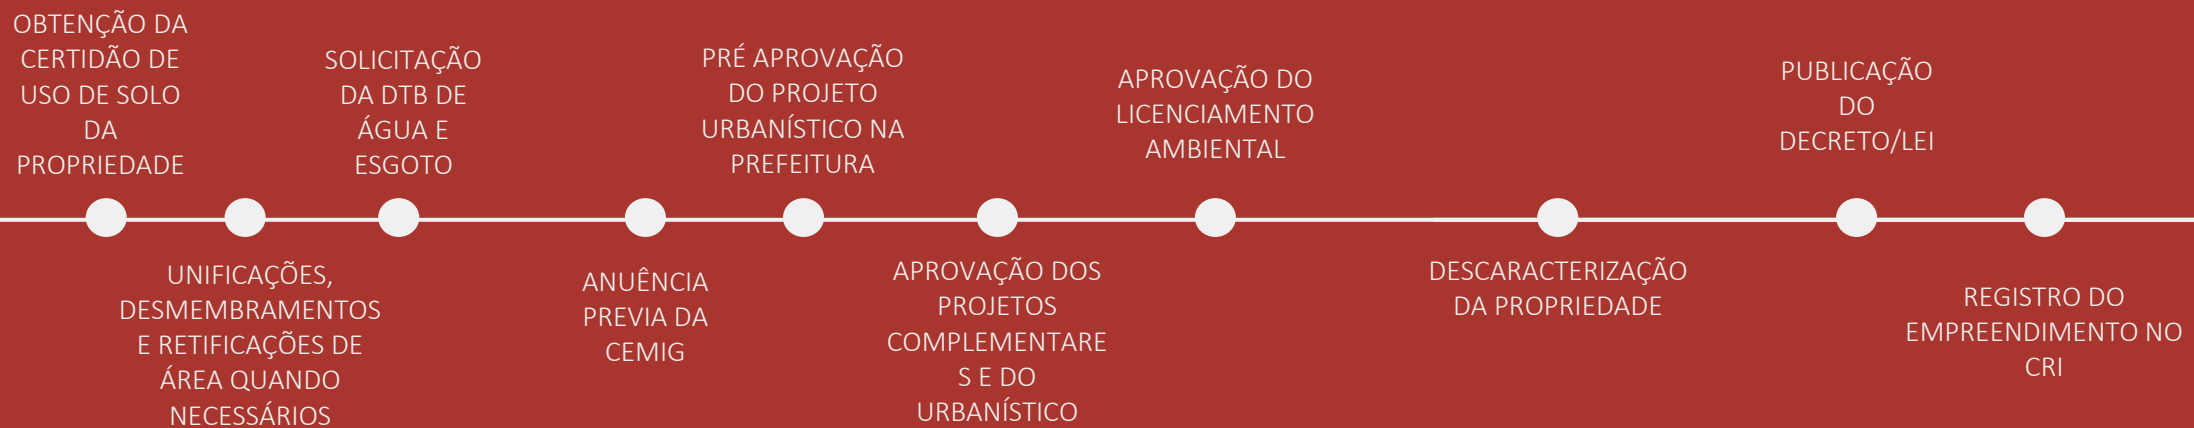 OBTENÇÃO DA
CERTIDÃO DE
USO DE SOLO
DA
PROPRIEDADE
UNIFICAÇÕES,
DESMEMBRAMENTOS
E RETIFICAÇÕES DE
ÁREA QUANDO
NECESSÁRIOS
SOLICITAÇÃO
DA DTB DE
ÁGUA E
ESGOTO
ANUÊNCIA
PREVIA DA
CEMIG
PRÉ APROVAÇÃO
DO PROJETO
URBANÍSTICO NA
PREFEITURA
APROVAÇÃO DOS
PROJETOS
COMPLEMENTARE
S E DO
URBANÍSTICO
APROVAÇÃO DO
LICENCIAMENTO
AMBIENTAL
DESCARACTERIZAÇÃO
DA PROPRIEDADE
PUBLICAÇÃO
DO
DECRETO/LEI
REGISTRO DO
EMPREENDIMENTO NO
CRI